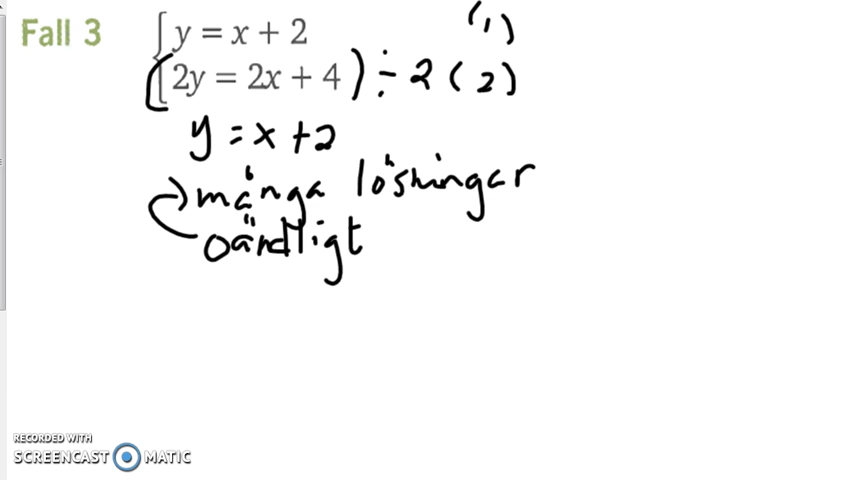 Fall 3
y = x + 2 (1)
(2y = 2x + 4) ÷ 2 (2)
y = x + 2
många lösningar
oändligt
RECORDED WITH
SCREENCAST MATIC